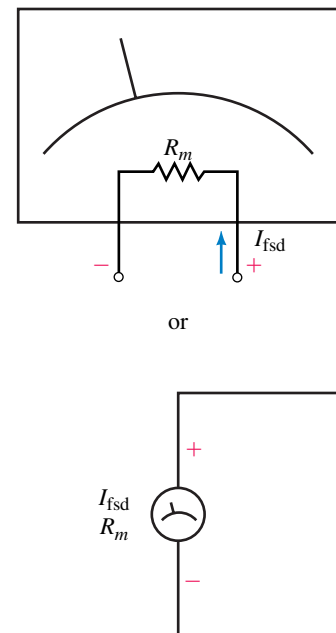 R_m
I_fsd
− +
or
+
I_fsd
R_m
−